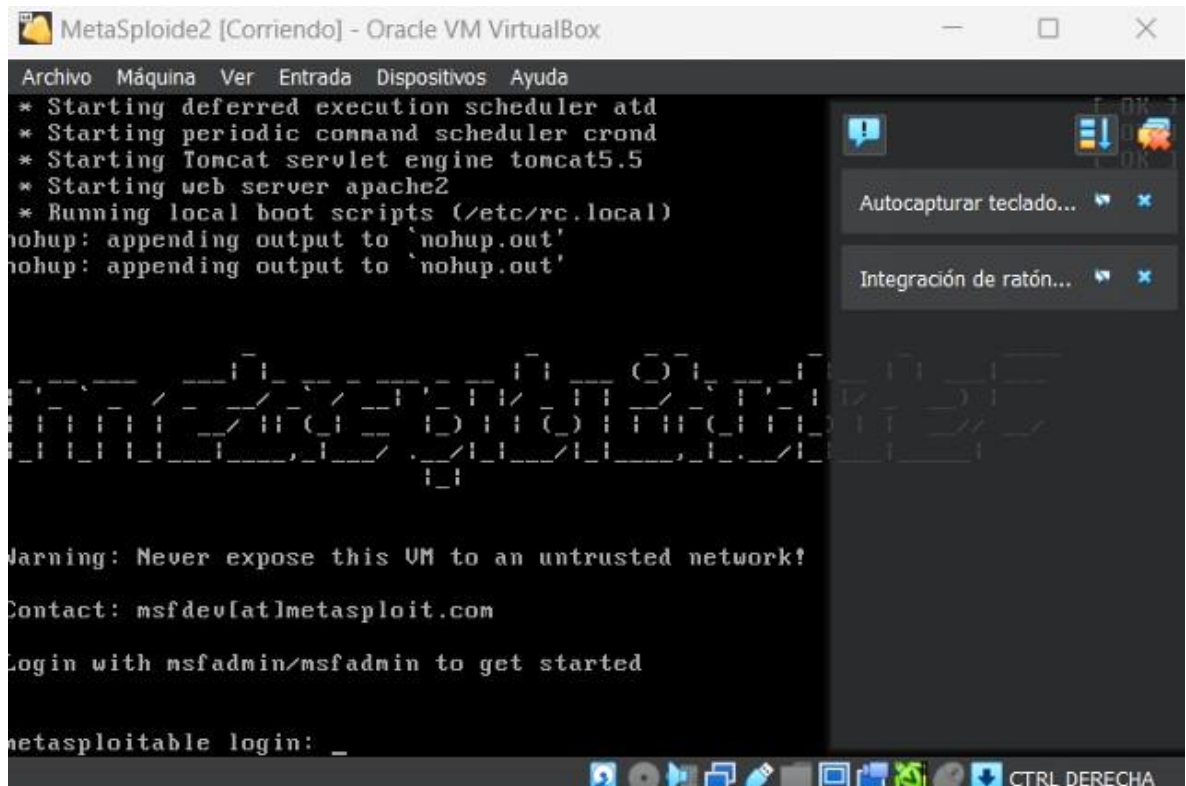 MetaSploide2 [Corriendo] - Oracle VM VirtualBox
Archivo Máquina Ver Entrada Dispositivos Ayuda
* Starting deferred execution scheduler atd [ OK ]
* Starting periodic command scheduler crond
* Starting Tomcat servlet engine tomcat5.5 [ OK ]
* Starting web server apache2
* Running local boot scripts (/etc/rc.local)
nohup: appending output to `nohup.out'
nohup: appending output to `nohup.out'
Autocapturar teclado...
Integración de ratón...
metasploitable2
Warning: Never expose this VM to an untrusted network!
Contact: msfdev[at]metasploit.com
Login with msfadmin/msfadmin to get started
metasploitable login: _
CTRL DERECHA